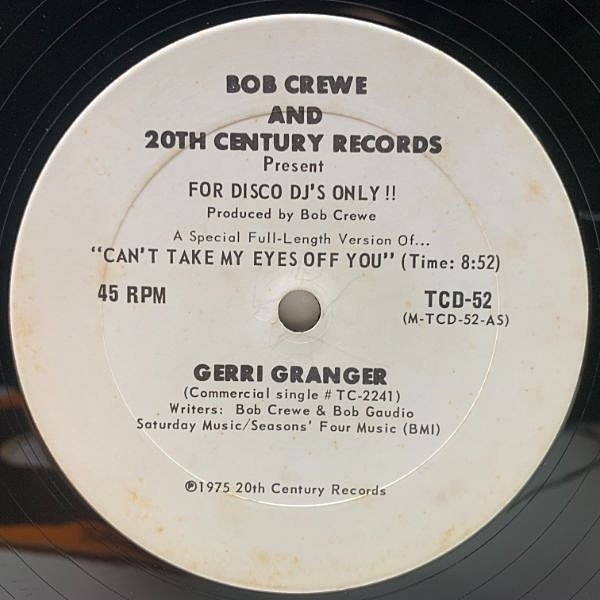 BOB CREWE
AND
20TH CENTURY RECORDS
Present
FOR DISCO DJ'S ONLY !!
Produced by Bob Crewe
A Special Full-Length Version Of...
"CAN'T TAKE MY EYES OFF YOU" (Time: 8:52)
45 RPM
TCD-52
(M-TCD-52-AS)
GERRI GRANGER
(Commercial single # TC-2241)
Writers: Bob Crewe & Bob Gaudio
Saturday Music/Seasons' Four Music (BMI)
℗1975 20th Century Records